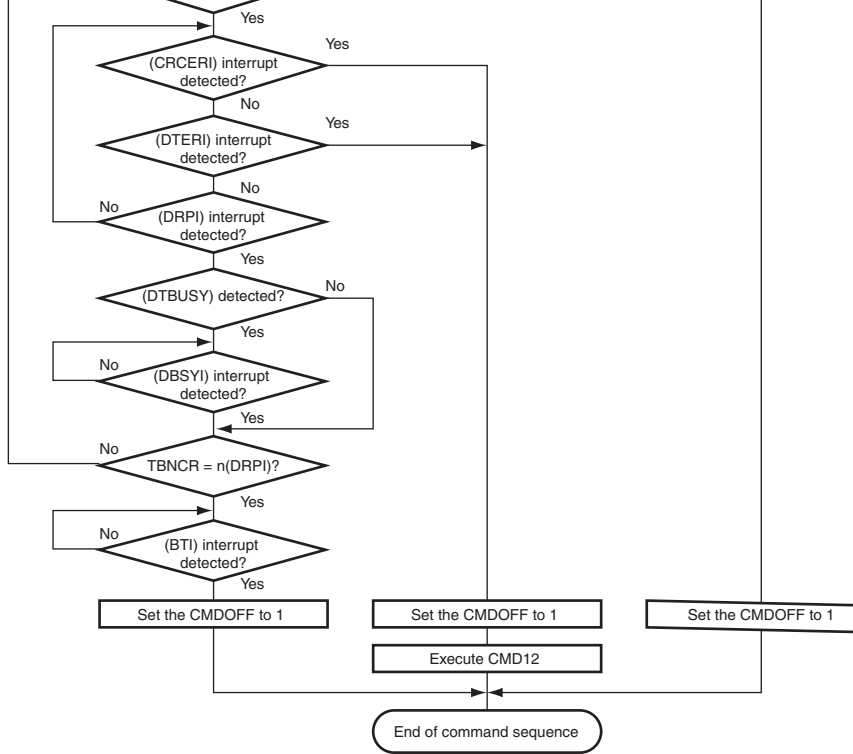 Yes
(CRCERI) interrupt
detected?
Yes
No
(DTERI) interrupt
detected?
Yes
No
(DRPI) interrupt
detected?
No
Yes
(DTBUSY) detected?
No
Yes
(DBSYI) interrupt
detected?
No
Yes
TBNCR = n(DRPI)?
No
Yes
(BTI) interrupt
detected?
No
Yes
Set the CMDOFF to 1
Set the CMDOFF to 1
Set the CMDOFF to 1
Execute CMD12
End of command sequence